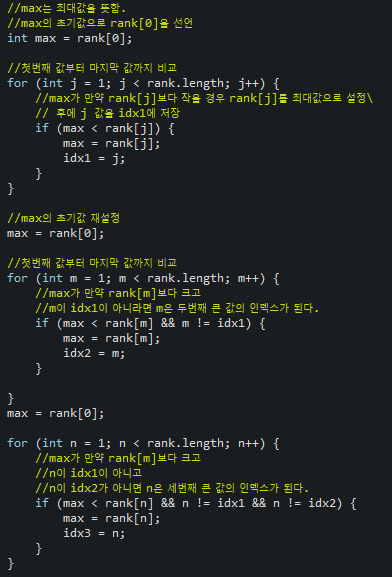 //max는 최대값을 뜻함.
//max의 초기값으로 rank[0]을 선언
int max = rank[0];
//첫번째 값부터 마지막 값까지 비교
for (int j = 1; j < rank.length; j++) {
//max가 만약 rank[j]보다 작을 경우 rank[j]를 최대값으로 설정\
// 후에 j 값을 idx1에 저장
if (max < rank[j]) {
max = rank[j];
idx1 = j;
}
}
//max의 초기값 재설정
max = rank[0];
//첫번째 값부터 마지막 값까지 비교
for (int m = 1; m < rank.length; m++) {
//max가 만약 rank[m]보다 크고
//m이 idx1이 아니라면 m은 두번째 큰 값의 인덱스가 된다.
if (max < rank[m] && m != idx1) {
max = rank[m];
idx2 = m;
}
}
max = rank[0];
for (int n = 1; n < rank.length; n++) {
//max가 만약 rank[m]보다 크고
//n이 idx1이 아니고
//n이 idx2가 아니면 n은 세번째 큰 값의 인덱스가 된다.
if (max < rank[n] && n != idx1 && n != idx2) {
max = rank[n];
idx3 = n;
}
}